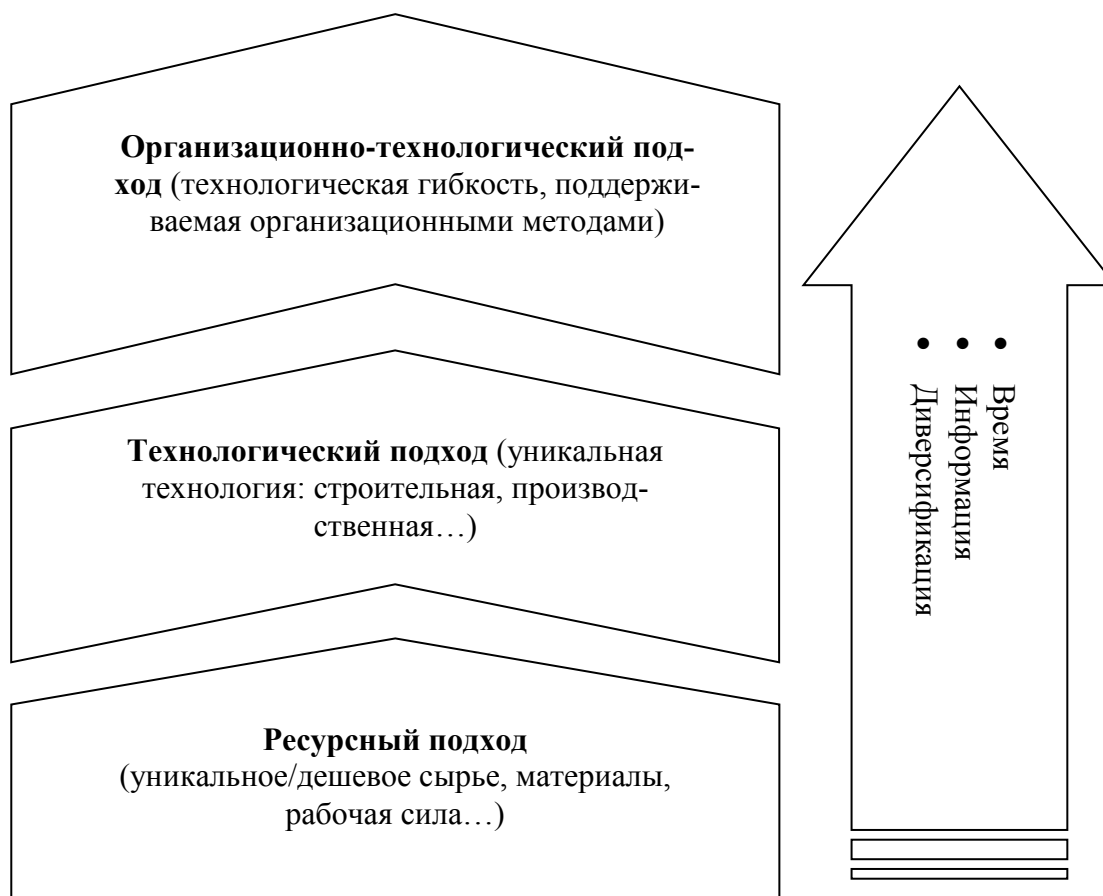 Организационно-технологический под-
ход (технологическая гибкость, поддержи-
ваемая организационными методами)
Технологический подход (уникальная
технология: строительная, производ-
ственная…)
Ресурсный подход
(уникальное/дешевое сырье, материалы,
рабочая сила…)
• Время
• Информация
• Диверсификация